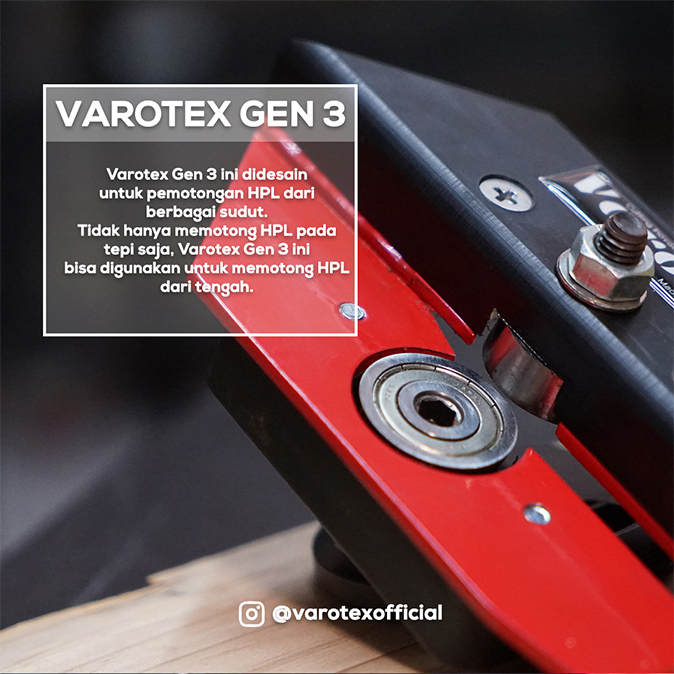 VAROTEX GEN 3
Varotex Gen 3 ini didesain
untuk pemotongan HPL dari
berbagai sudut.
Tidak hanya memotong HPL pada
tepi saja, Varotex Gen 3 ini
bisa digunakan untuk memotong HPL
dari tengah.
@varotexofficial